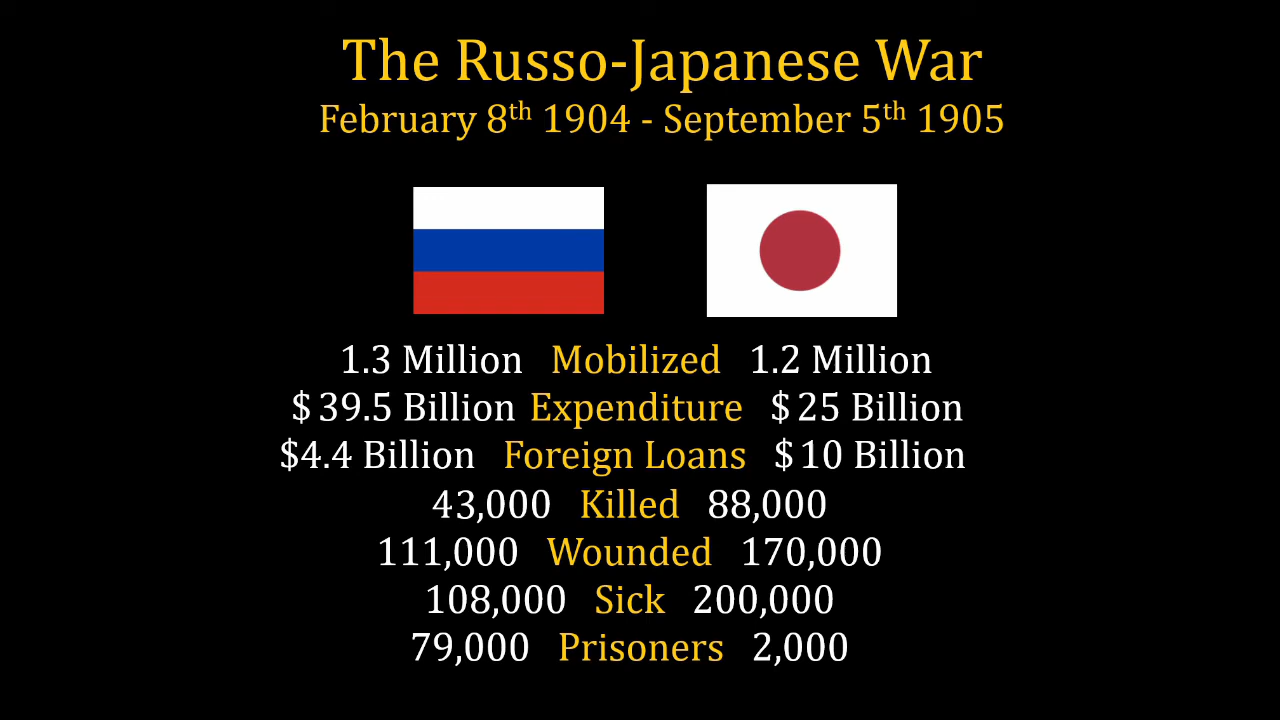 The Russo-Japanese War
February 8th 1904 - September 5th 1905
1.3 Million Mobilized 1.2 Million
$39.5 Billion Expenditure $25 Billion
$4.4 Billion Foreign Loans $10 Billion
43,000 Killed 88,000
111,000 Wounded 170,000
108,000 Sick 200,000
79,000 Prisoners 2,000